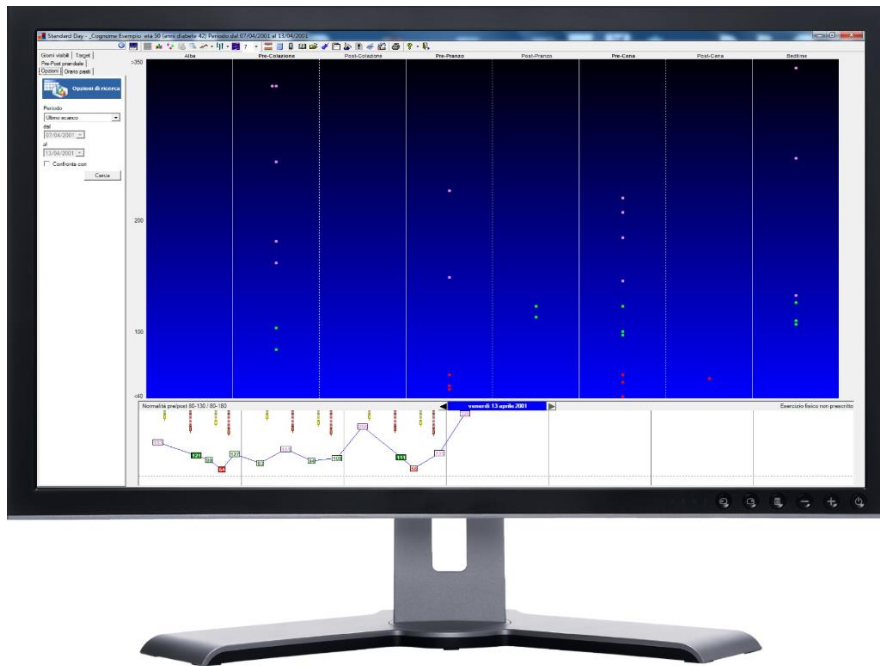 Standard Day - _Cognome Esempio: età 50 (anni diabete 42) Periodo dal 07/04/2001 al 13/04/2001
Giorni visibili Target
Pre-Post prandiale
Opzioni Orario pasti
Opzioni di ricerca
Periodo
Ultimo scarico
dal
07/04/2001
al
13/04/2001
Confronta con
Cerca
Alba Pre-Colazione Post-Colazione Pre-Pranzo Post-Pranzo Pre-Cena Post-Cena Bedtime
>350
200
100
<40
Normalità pre/post 80-130 / 80-180 venerdì 13 aprile 2001 Esercizio fisico non prescritto